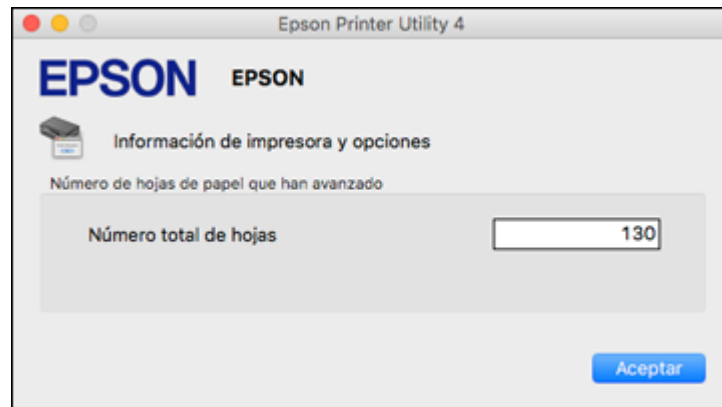 Epson Printer Utility 4
EPSON EPSON
Información de impresora y opciones
Número de hojas de papel que han avanzado
Número total de hojas 130
Aceptar